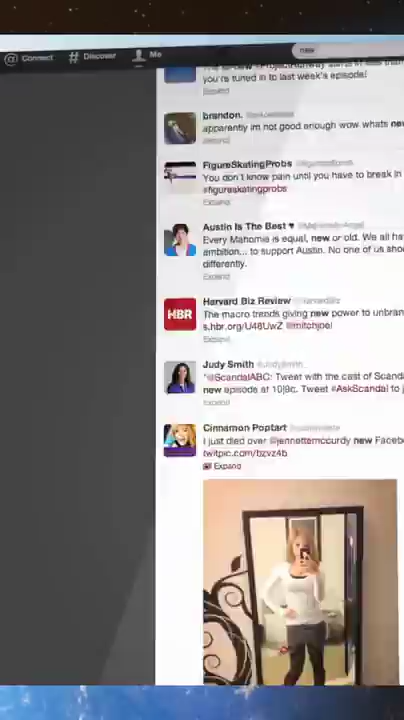 Connect
Discover
Me
new
you're tuned in to last week's episode!
Expand
brandon.
apparently im not good enough wow whats new
Expand
FigureSkatingProbs
You don't know pain until you have to break in
#figureskatingprobs
Expand
Austin Is The Best ♥
Every Mahomie is equal, new or old. We all ha
ambition... to support Austin. No one of us shou
differently.
Expand
HBR
Harvard Biz Review
The macro trends giving new power to unbran
s.hbr.org/U48UwZ @mitchjoel
Expand
Judy Smith
"@ScandalABC: Tweet with the cast of Scand
new episode at 10|9c. Tweet #AskScandal to j
Expand
Cinnamon Poptart
I just died over @jennettemccurdy new Faceb
twitpic.com/bzvz4b
Expand